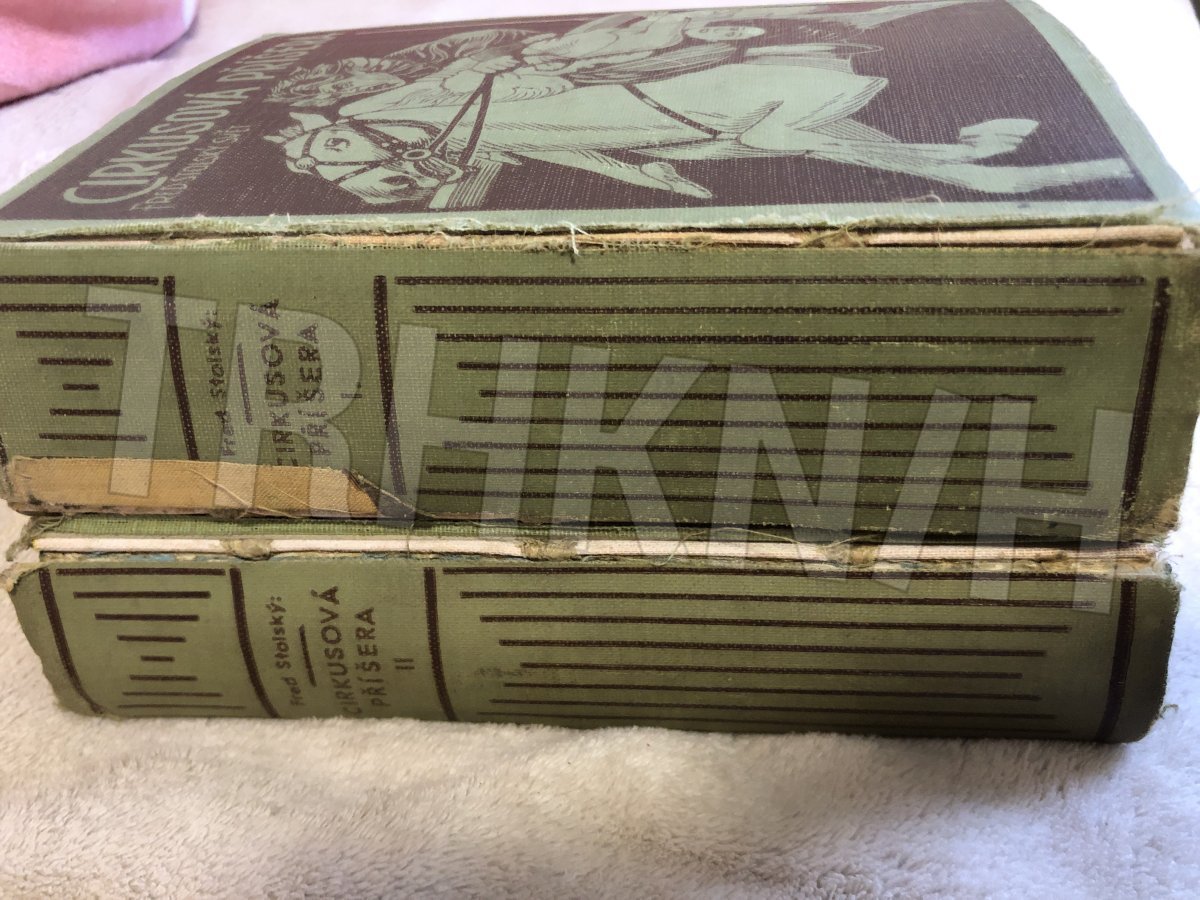 CIRKUSOVÁ PŘÍŠERA
Fred Stolský:
CIRKUSOVÁ
PŘÍŠERA
I.
Fred Stolský:
CIRKUSOVÁ
PŘÍŠERA
II
TRHKNIH